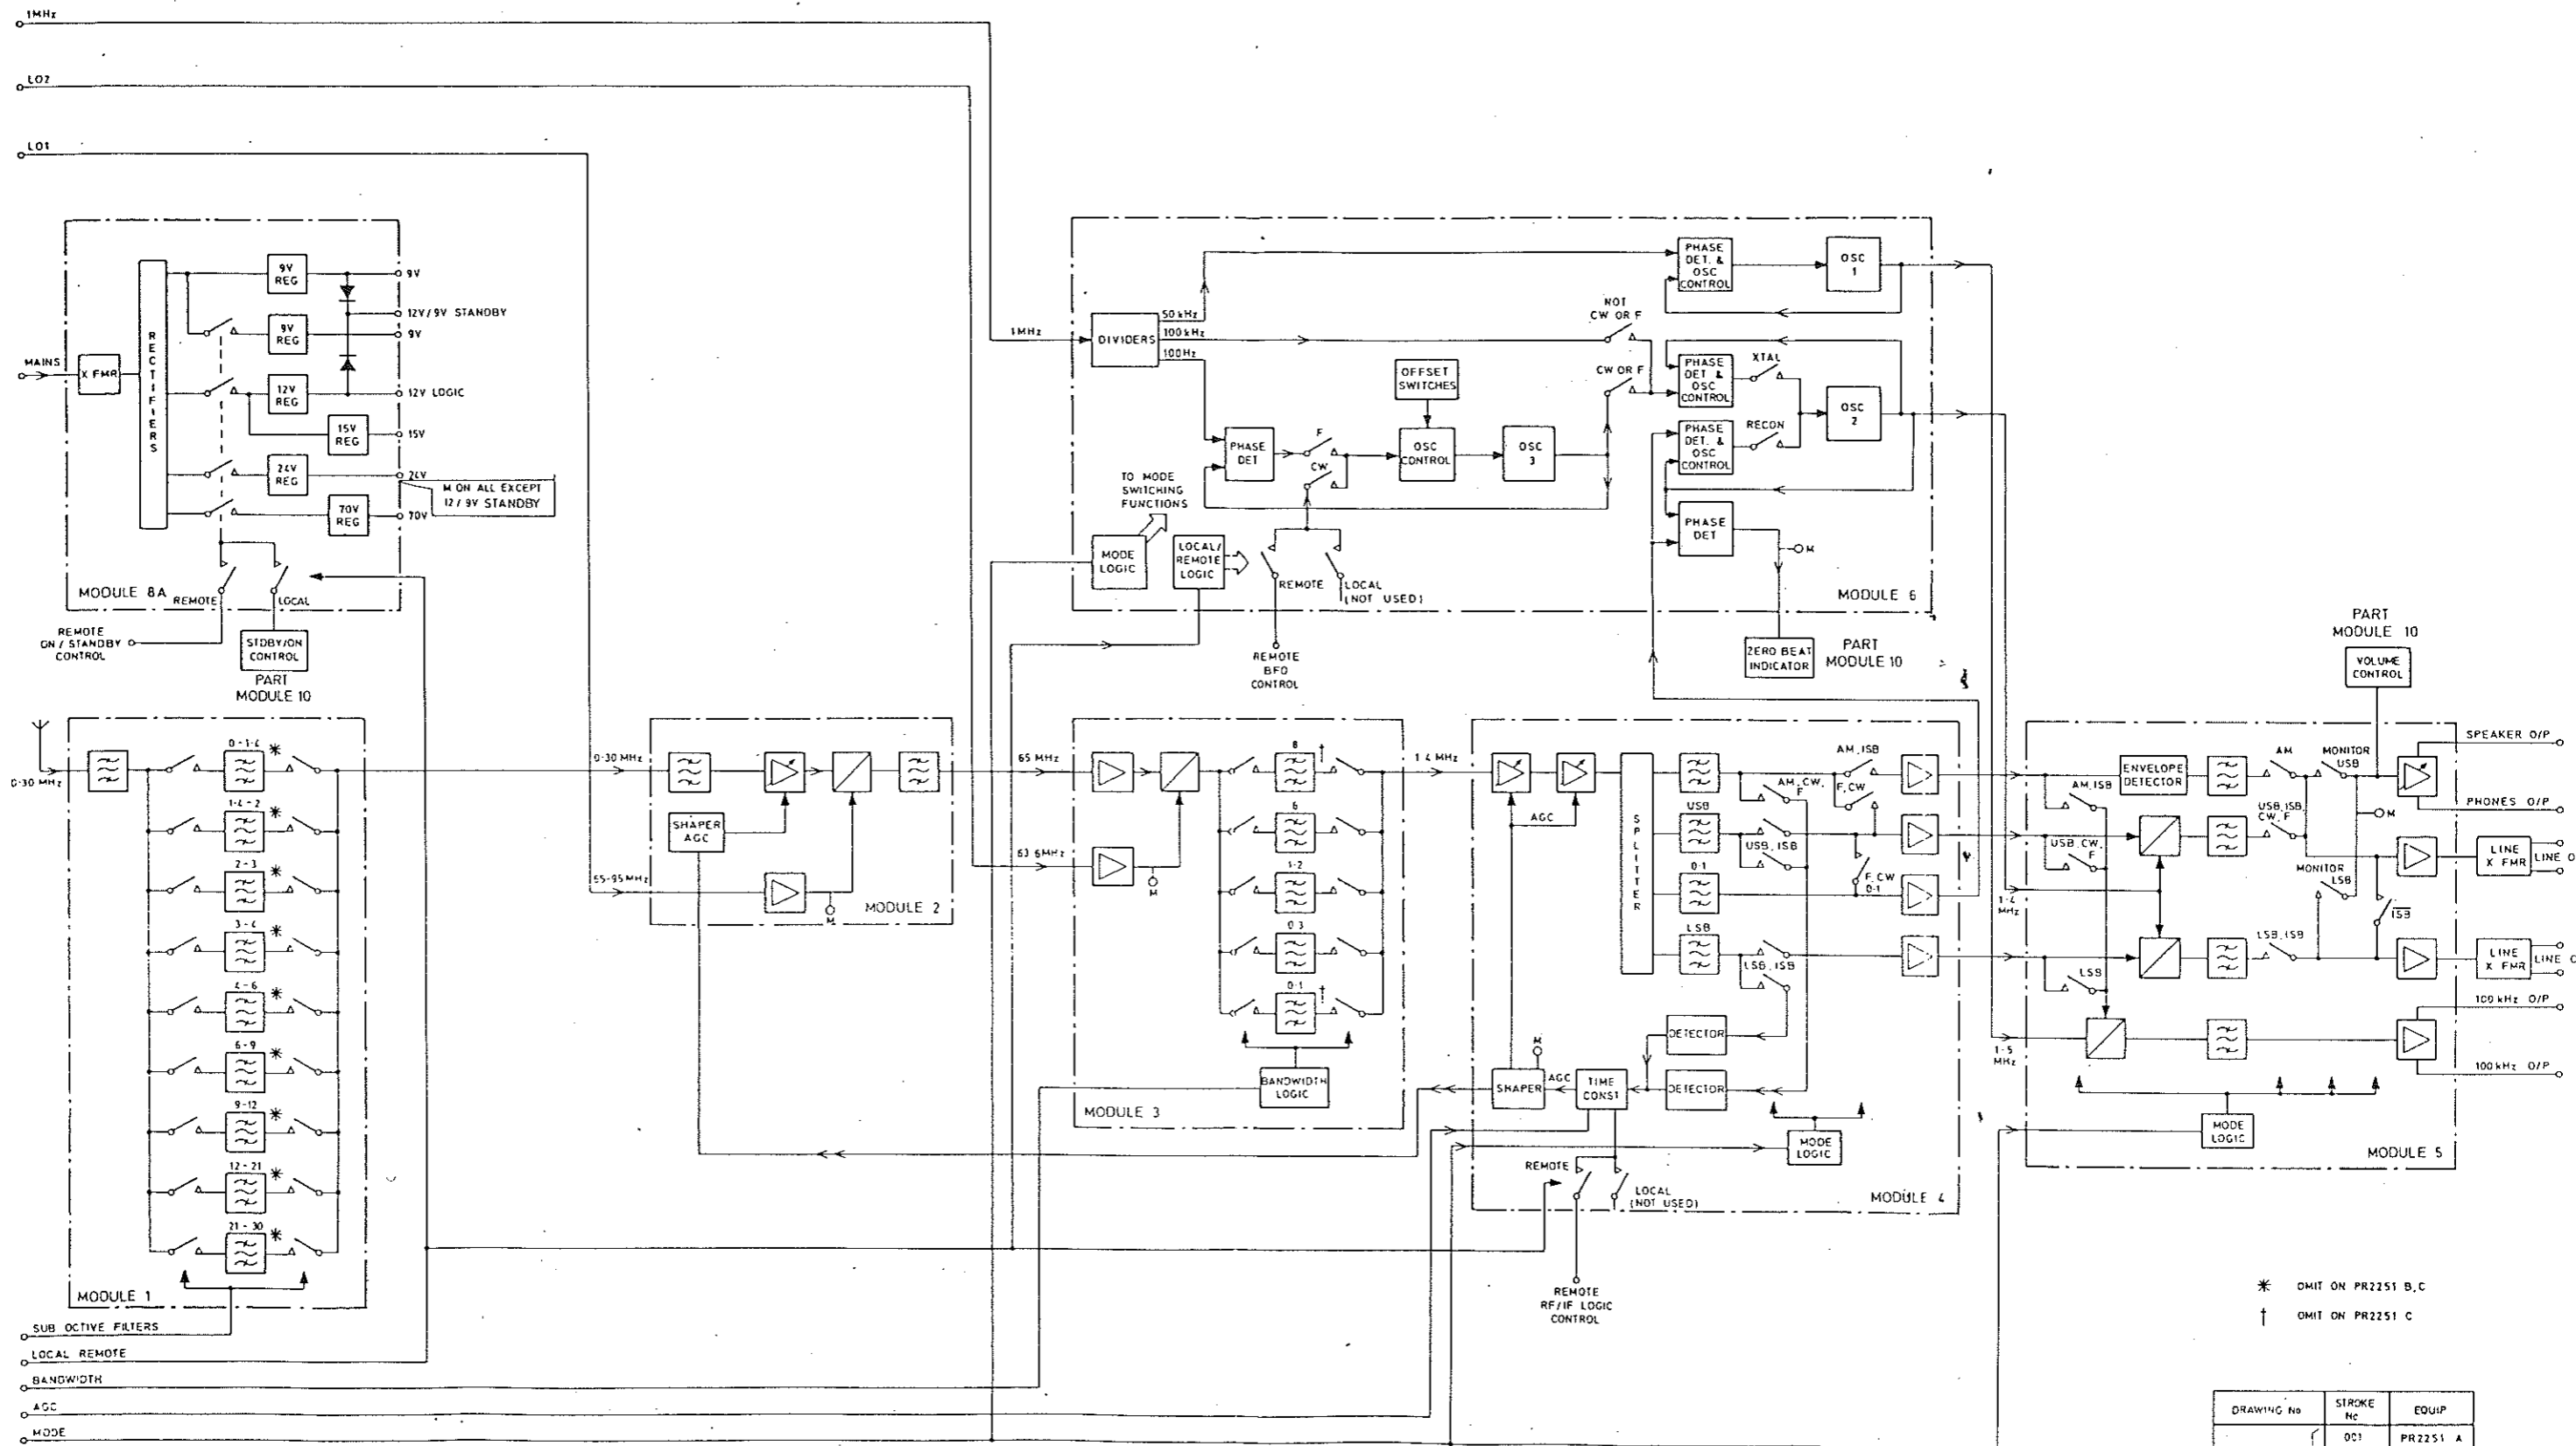 1MHz
LO2
LO1
MAINS
X FMR
RECTIFIERS
9V
REG
9V
12V/9V STANDBY
9V
REG
9V
12V
REG
12V LOGIC
15V
REG
15V
24V
REG
24V
M ON ALL EXCEPT
12/9V STANDBY
70V
REG
70V
MODULE 8A
REMOTE
LOCAL
REMOTE
ON / STANDBY
CONTROL
STDBY/ON
CONTROL
PART
MODULE 10
1MHz
DIVIDERS
50 kHz
100 kHz
100Hz
PHASE
DET. &
OSC
CONTROL
OSC
1
NOT
CW OR F
CW OR F
OFFSET
SWITCHES
PHASE
DET &
OSC
CONTROL
XTAL
OSC
2
PHASE
DET. &
OSC
CONTROL
RECON
PHASE
DET
F
CW
OSC
CONTROL
OSC
3
TO MODE
SWITCHING
FUNCTIONS
MODE
LOGIC
LOCAL/
REMOTE
LOGIC
REMOTE
LOCAL
(NOT USED)
PHASE
DET
M
MODULE 6
REMOTE
BFO
CONTROL
ZERO BEAT
INDICATOR
PART
MODULE 10
PART
MODULE 10
VOLUME
CONTROL
0-30 MHz
0-1·4 *
1·4-2 *
2-3 *
3-4 *
4-6 *
6-9 *
9-12 *
12-21 *
21-30 *
MODULE 1
0-30 MHz
SHAPER
AGC
65-95 MHz
M
MODULE 2
65 MHz
63·6MHz
M
8 †
6
1·2
0·3
0·1 †
BANDWIDTH
LOGIC
MODULE 3
1·4 MHz
AGC
SPLITTER
USB
0·1
LSB
AM, ISB
AM, CW,
F
F, CW
USB, ISB
F, CW
0·1
LSB, ISB
DETECTOR
DETECTOR
M
SHAPER
AGC
TIME
CONST
MODE
LOGIC
REMOTE
LOCAL
(NOT USED)
MODULE 4
REMOTE
RF/IF LOGIC
CONTROL
AM, ISB
USB, CW,
F
LSB
1·4
MHz
1·5
MHz
ENVELOPE
DETECTOR
AM
MONITOR
USB
USB, ISB,
CW, F
M
MONITOR
LSB
ISB
LSB, ISB
SPEAKER O/P
PHONES O/P
LINE
X FMR
LINE O
LINE
X FMR
LINE O
100 kHz O/P
100 kHz O/P
MODE
LOGIC
MODULE 5
SUB OCTIVE FILTERS
LOCAL REMOTE
BANDWIDTH
AGC
MODE
* OMIT ON PR2251 B, C
† OMIT ON PR2251 C
DRAWING No
STROKE
No
EQUIP
001
PR2251 A